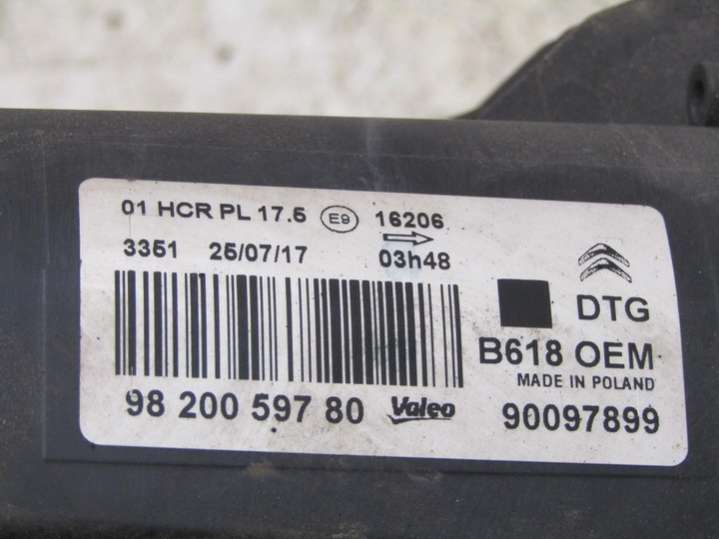 01 HCR PL 17.5 E9 16206
3351 25/07/17 03h48
DTG
B618 OEM
MADE IN POLAND
98 200 597 80 Valeo 90097899